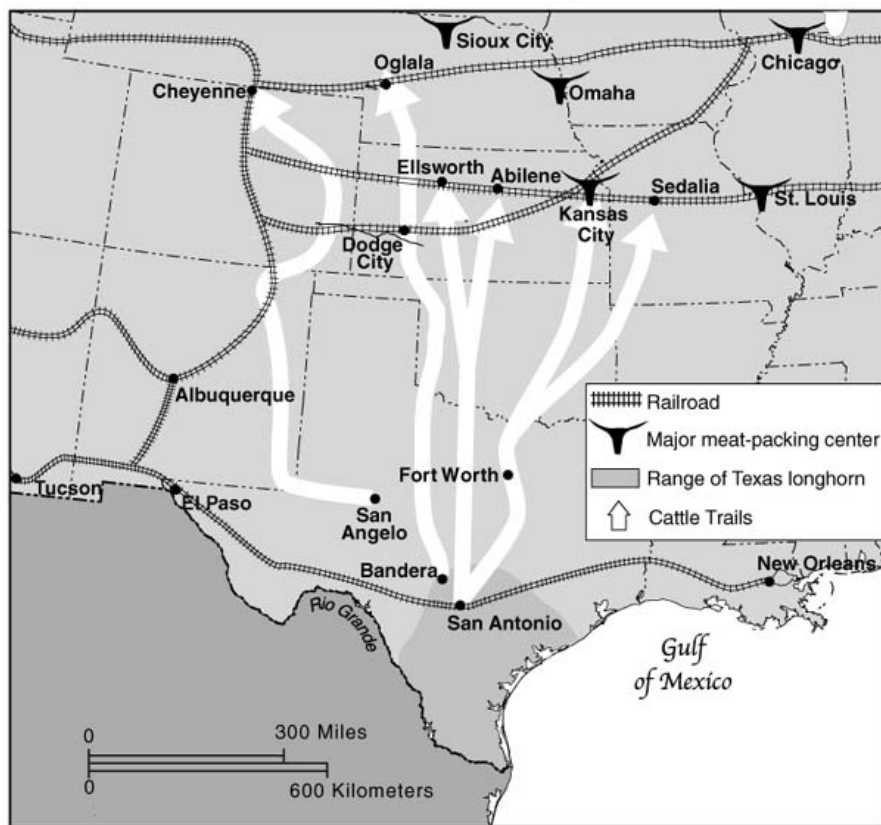 Sioux City
Oglala
Chicago
Cheyenne
Omaha
Ellsworth
Abilene
Sedalia
Kansas
City
St. Louis
Dodge
City
Albuquerque
Railroad
Major meat-packing center
Range of Texas longhorn
Cattle Trails
Fort Worth
Tucson
El Paso
San
Angelo
Bandera
New Orleans
San Antonio
Rio Grande
Gulf
of Mexico
0 300 Miles
0 600 Kilometers